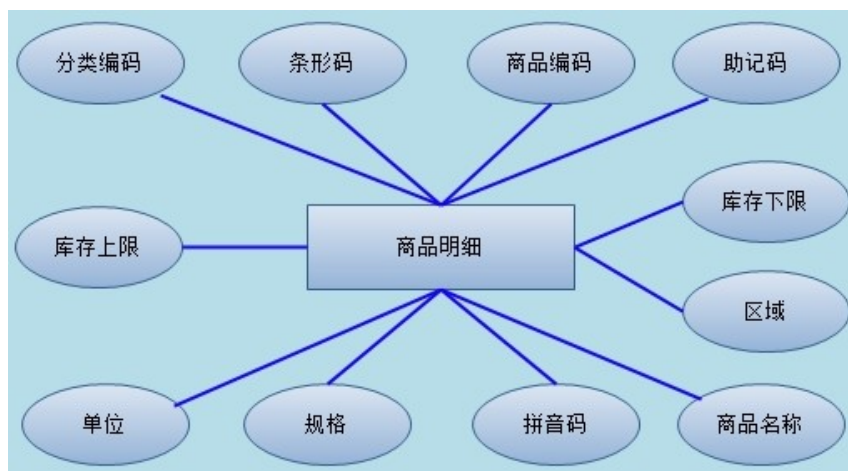 分类编码
条形码
商品编码
助记码
库存下限
库存上限
商品明细
区域
单位
规格
拼音码
商品名称